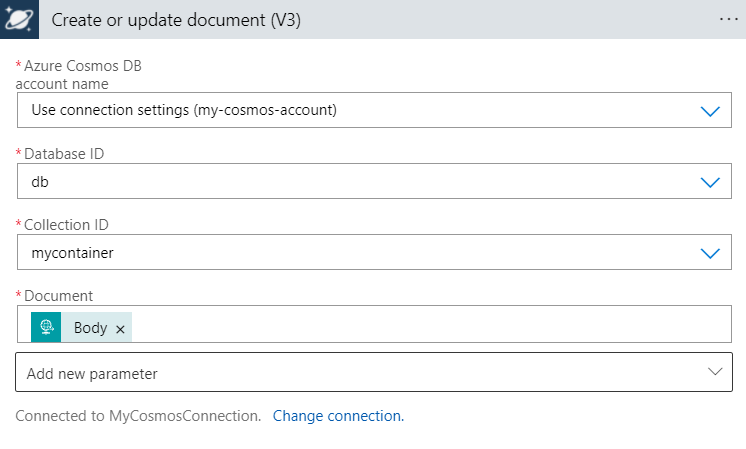 Create or update document (V3)
* Azure Cosmos DB
account name
Use connection settings (my-cosmos-account)
* Database ID
db
* Collection ID
mycontainer
* Document
Body ×
Add new parameter
Connected to MyCosmosConnection. Change connection.